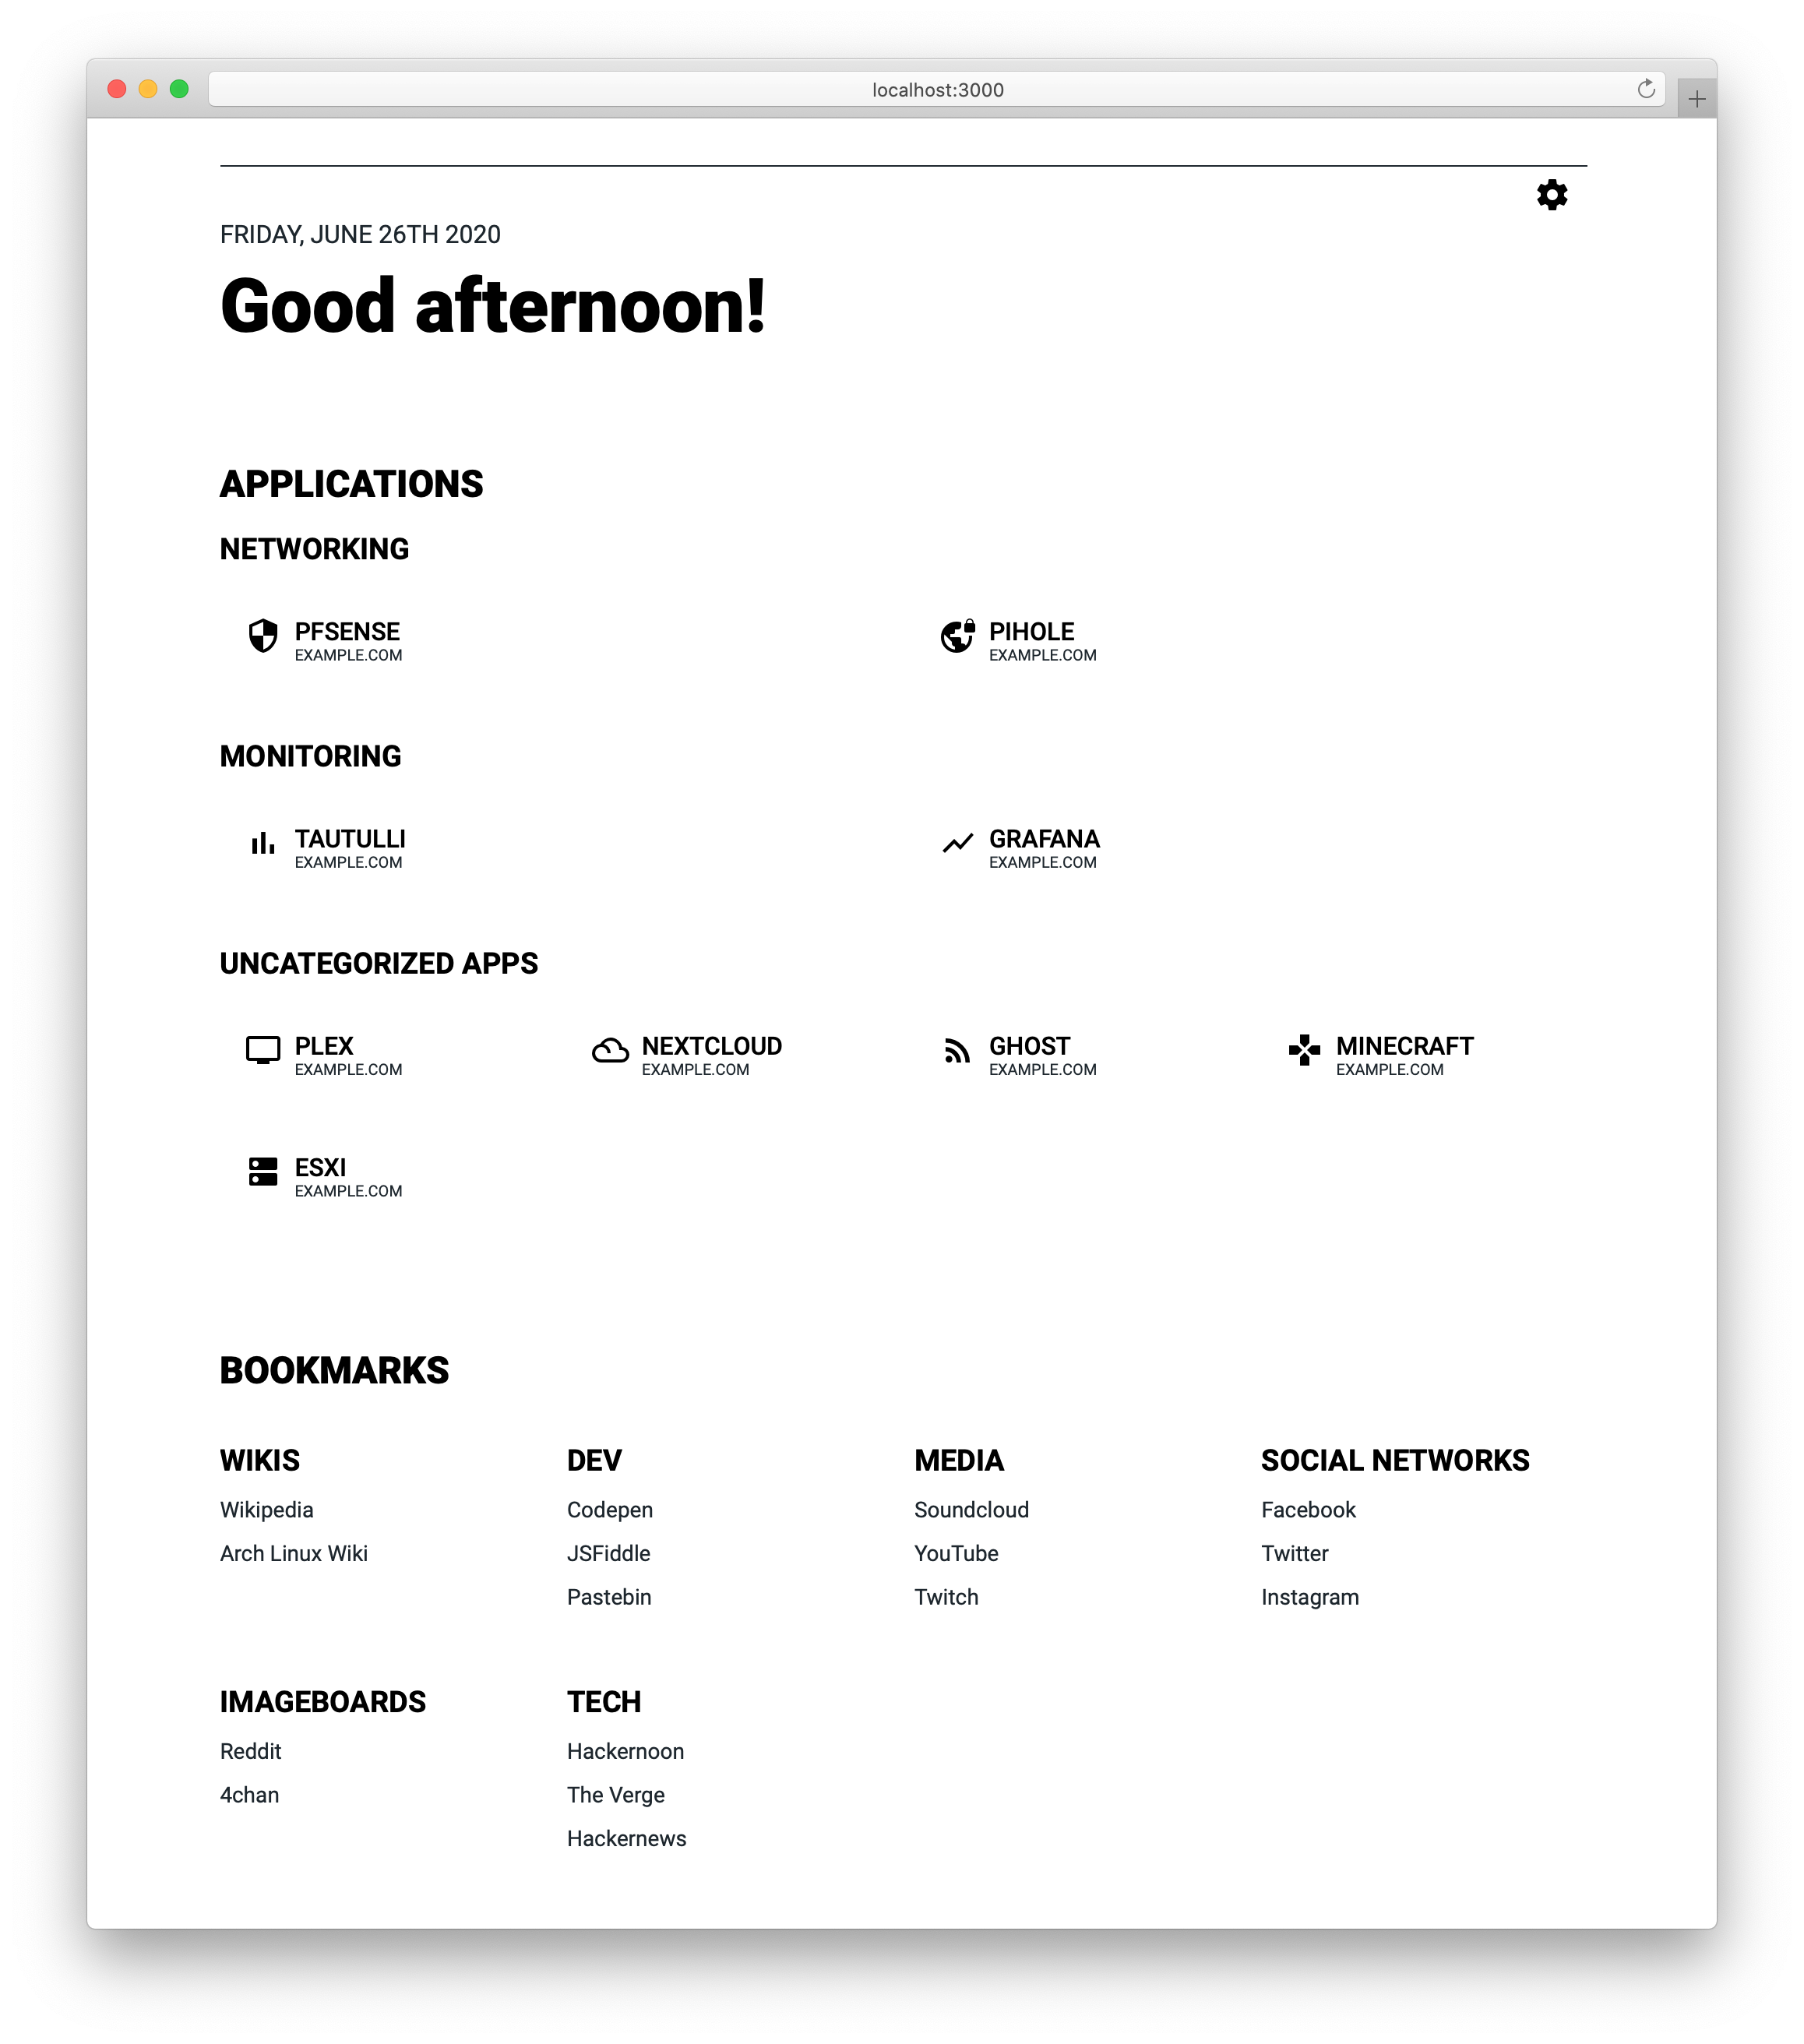 localhost:3000
FRIDAY, JUNE 26TH 2020
Good afternoon!
APPLICATIONS
NETWORKING
PFSENSE
EXAMPLE.COM
PIHOLE
EXAMPLE.COM
MONITORING
TAUTULLI
EXAMPLE.COM
GRAFANA
EXAMPLE.COM
UNCATEGORIZED APPS
PLEX
EXAMPLE.COM
NEXTCLOUD
EXAMPLE.COM
GHOST
EXAMPLE.COM
MINECRAFT
EXAMPLE.COM
ESXI
EXAMPLE.COM
BOOKMARKS
WIKIS
Wikipedia
Arch Linux Wiki
DEV
Codepen
JSFiddle
Pastebin
MEDIA
Soundcloud
YouTube
Twitch
SOCIAL NETWORKS
Facebook
Twitter
Instagram
IMAGEBOARDS
Reddit
4chan
TECH
Hackernoon
The Verge
Hackernews